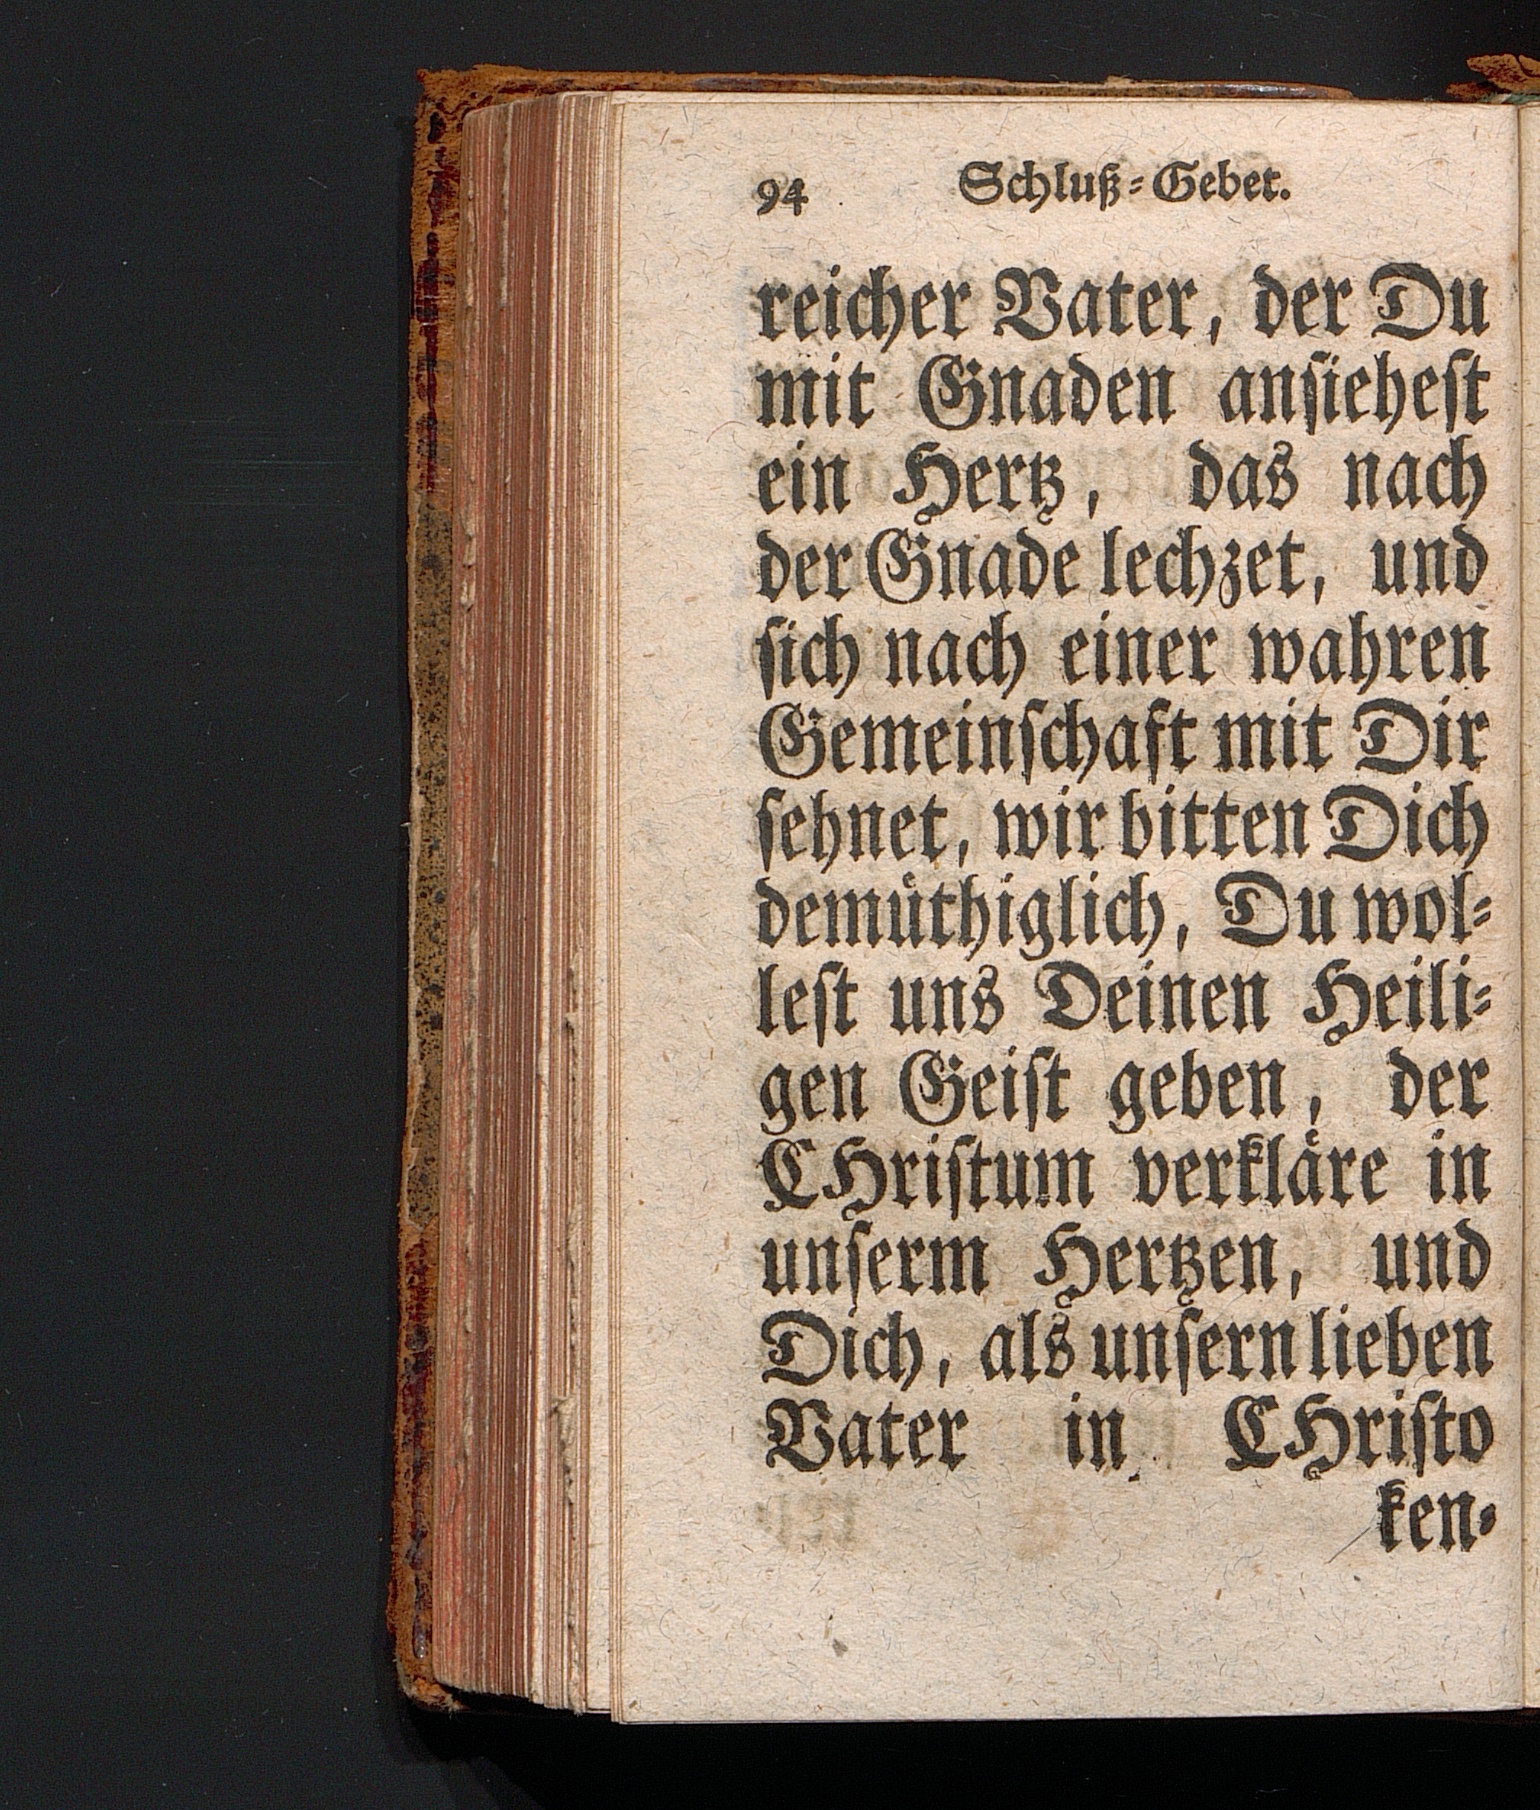 94 Schluß-Gebet.
reicher Vater, der Du
mit Gnaden anſieheſt
ein Hertz, das nach
der Gnade lechzet, und
ſich nach einer wahren
Gemeinſchaft mit Dir
ſehnet, wir bitten Dich
demüthiglich, Du wol-
leſt uns Deinen Heili-
gen Geiſt geben, der
CHriſtum verkläre in
unſerm Hertzen, und
Dich, als unſern lieben
Vater in CHriſto
ken-